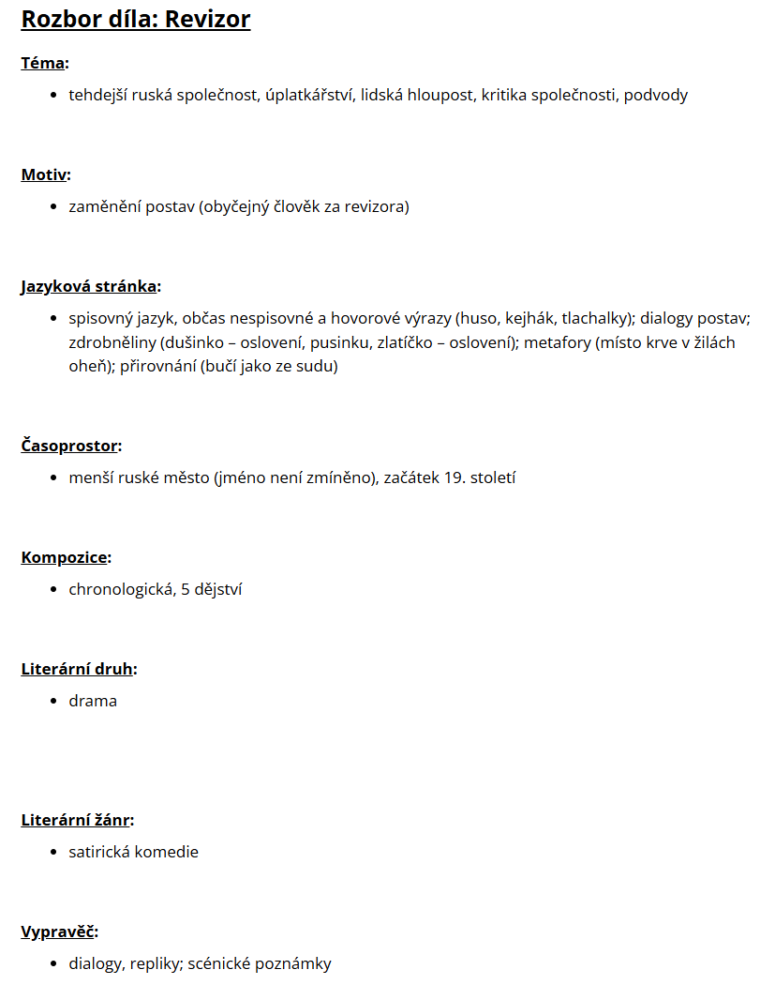 Rozbor díla: Revizor
Téma:
• tehdejší ruská společnost, úplatkářství, lidská hloupost, kritika společnosti, podvody
Motiv:
• zaměnění postav (obyčejný člověk za revizora)
Jazyková stránka:
• spisovný jazyk, občas nespisovné a hovorové výrazy (huso, kejhák, tlachalky); dialogy postav;
zdrobněliny (dušinko – oslovení, pusinku, zlatíčko – oslovení); metafory (místo krve v žilách
oheň); přirovnání (bučí jako ze sudu)
Časoprostor:
• menší ruské město (jméno není zmíněno), začátek 19. století
Kompozice:
• chronologická, 5 dějství
Literární druh:
• drama
Literární žánr:
• satirická komedie
Vypravěč:
• dialogy, repliky; scénické poznámky